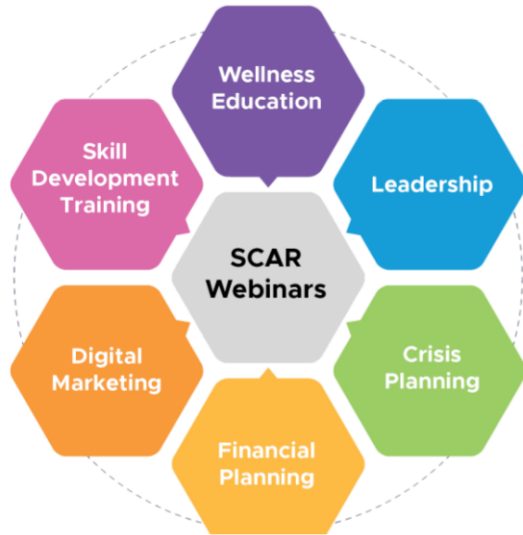 Wellness
Education
Skill
Development
Training
Leadership
SCAR
Webinars
Digital
Marketing
Crisis
Planning
Financial
Planning